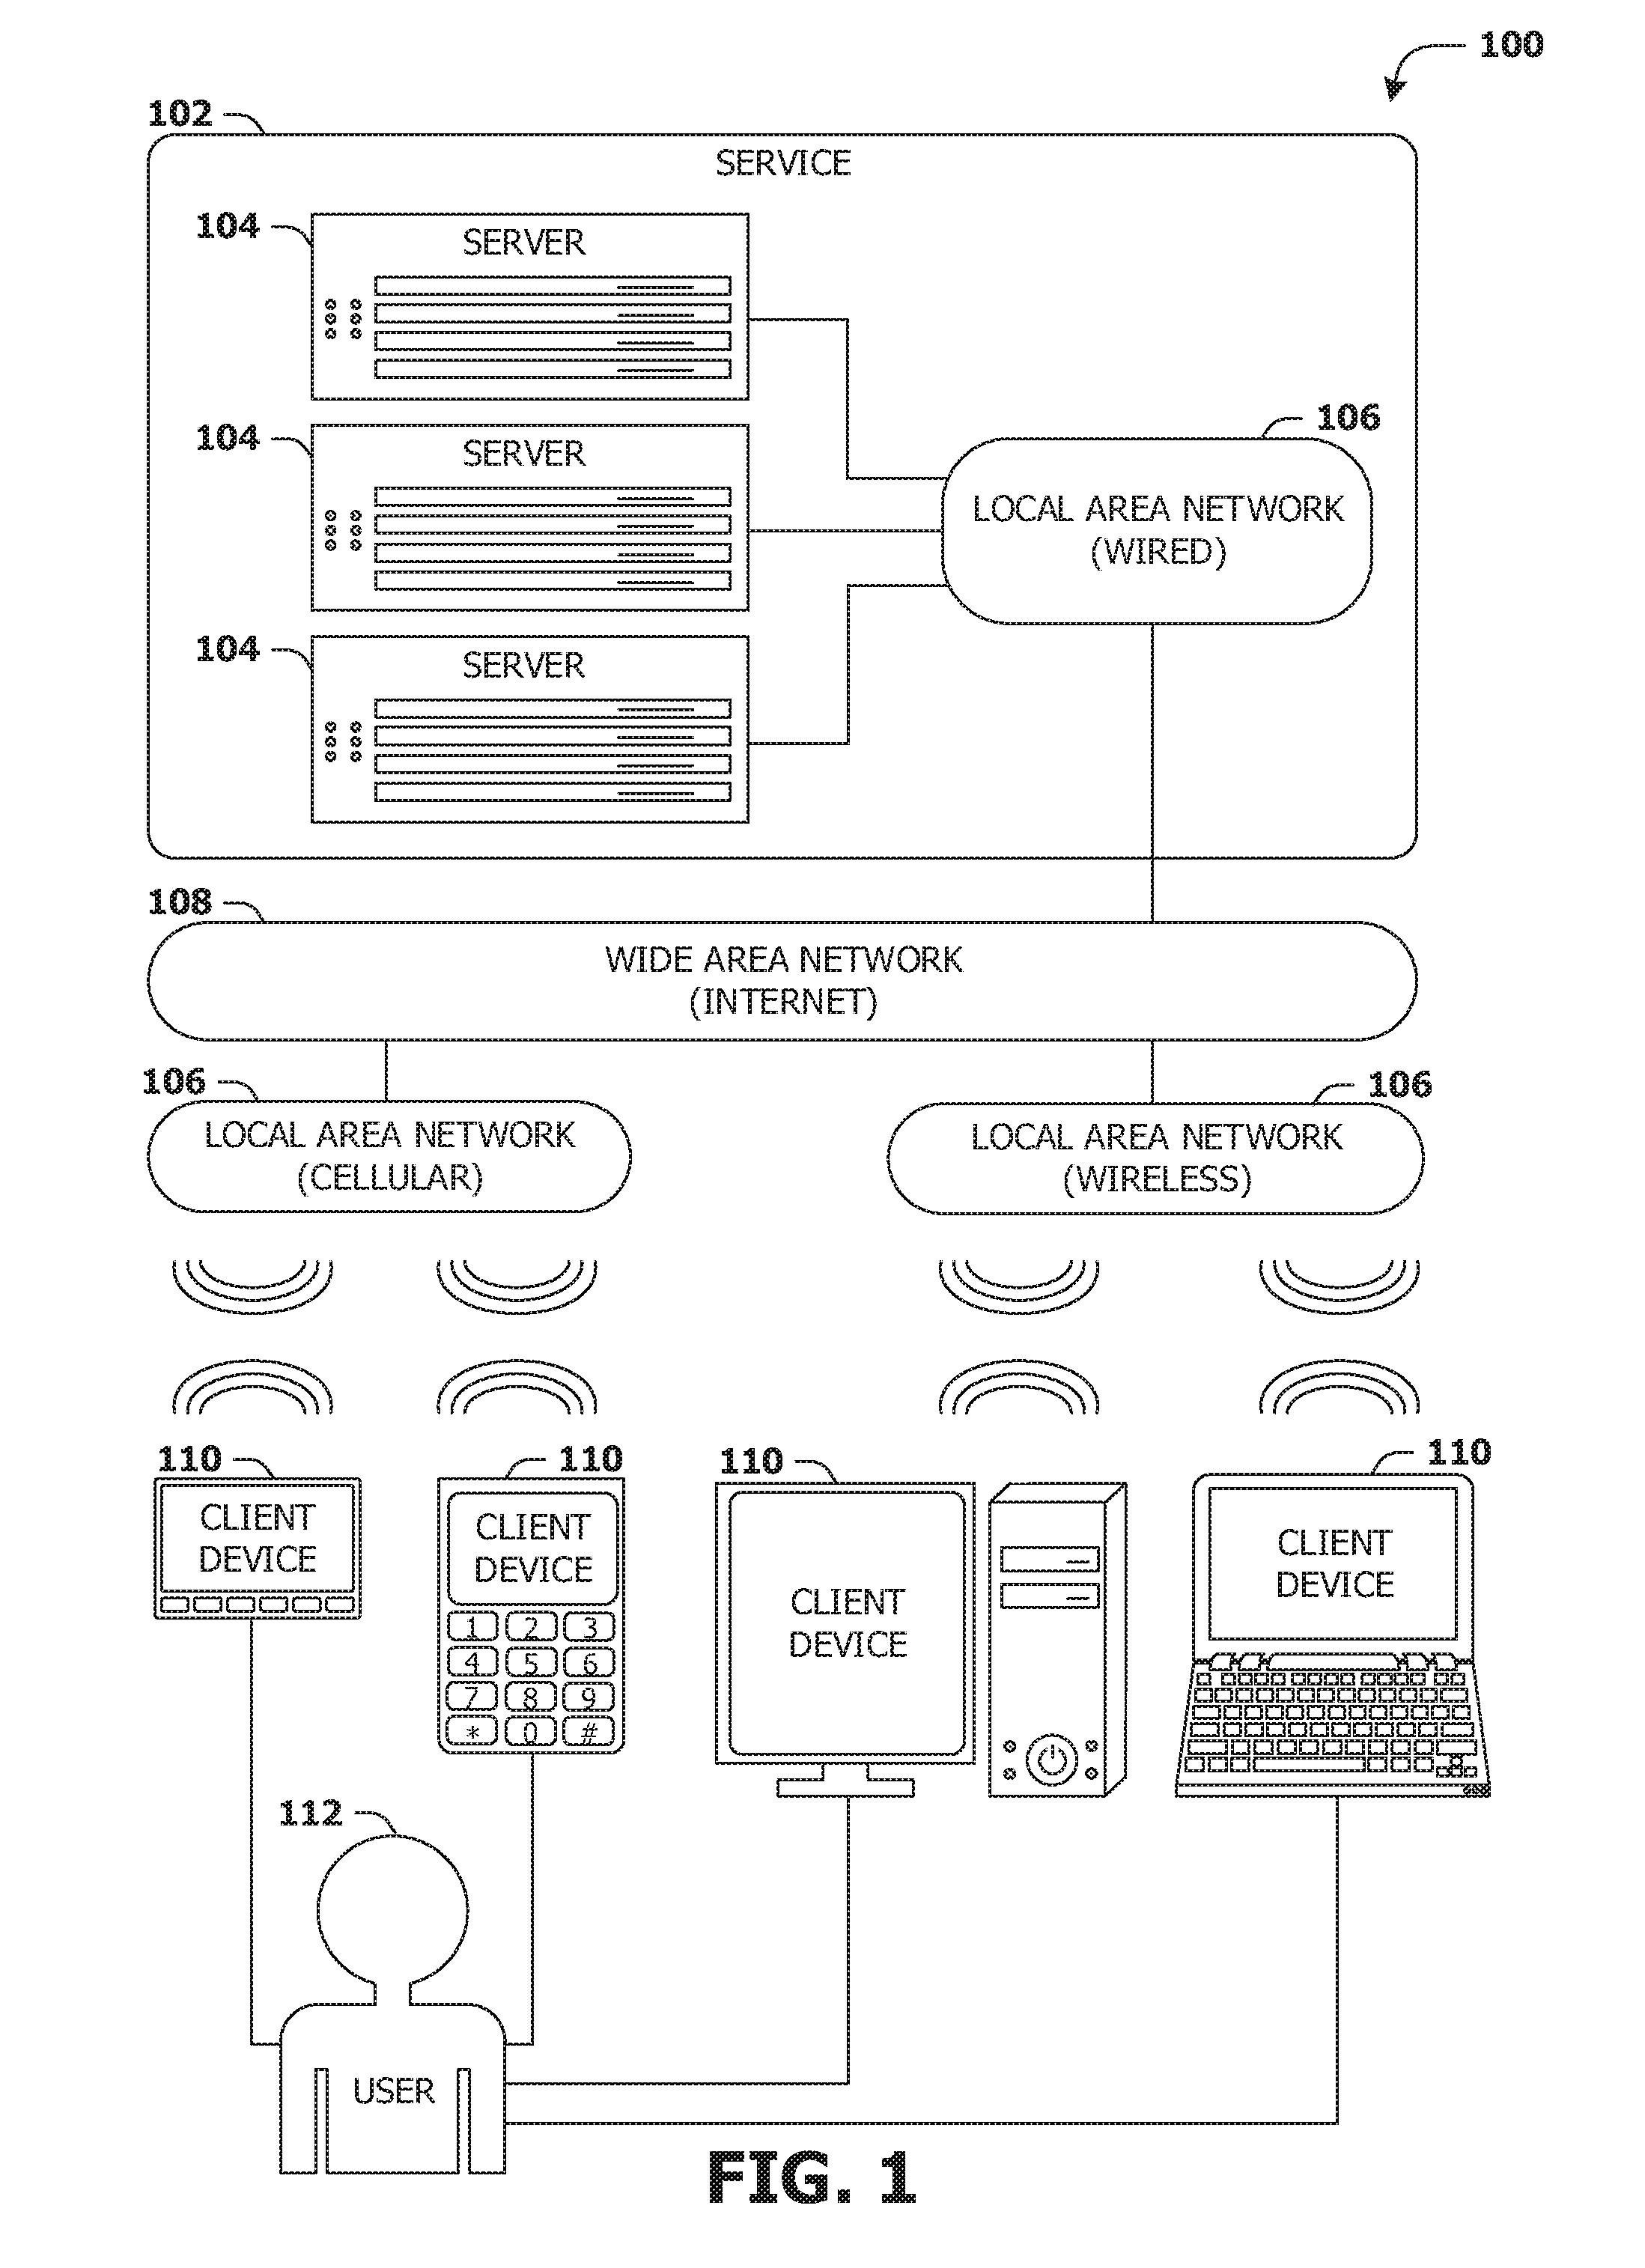 100
102
SERVICE
104
SERVER
104
SERVER
106
LOCAL AREA NETWORK
(WIRED)
104
SERVER
108
WIDE AREA NETWORK
(INTERNET)
106
LOCAL AREA NETWORK
(CELLULAR)
106
LOCAL AREA NETWORK
(WIRELESS)
110
CLIENT
DEVICE
110
CLIENT
DEVICE
1 2 3
4 5 6
7 8 9
* 0 #
110
CLIENT
DEVICE
110
CLIENT
DEVICE
112
USER
FIG. 1